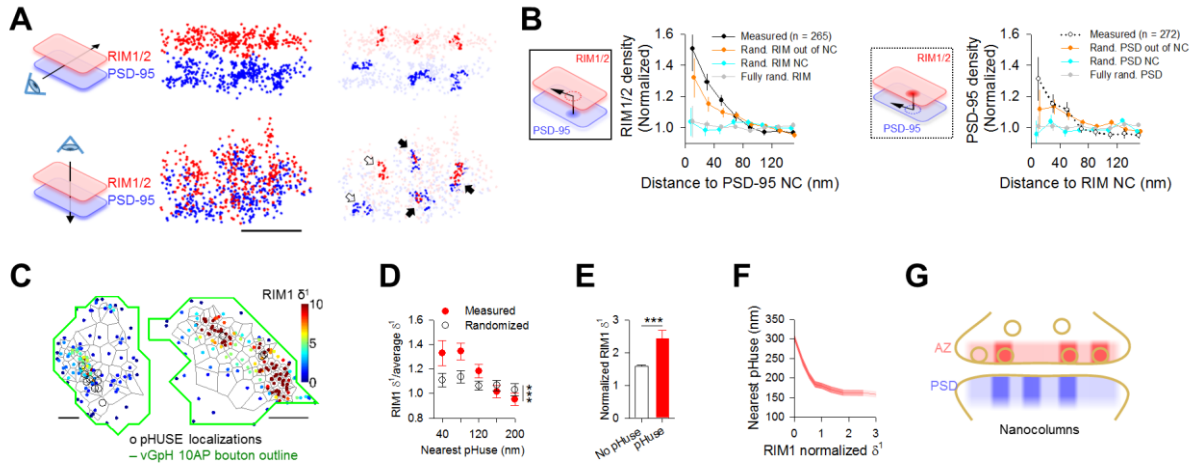 A
RIM1/2
PSD-95
RIM1/2
PSD-95
B
RIM1/2
PSD-95
RIM1/2 density
(Normalized)
1.6
1.4
1.2
1.0
Measured (n = 265)
Rand. RIM out of NC
Rand. RIM NC
Fully rand. RIM
0 40 80 120
Distance to PSD-95 NC (nm)
RIM1/2
PSD-95
PSD-95 density
(Normalized)
1.6
1.4
1.2
1.0
Measured (n = 272)
Rand. PSD out of NC
Rand. PSD NC
Fully rand. PSD
0 40 80 120
Distance to RIM NC (nm)
C
RIM1 δ¹
10
5
0
o pHUSE localizations
– vGpH 10AP bouton outline
D
Measured
Randomized
RIM1 δ¹/average δ¹
1.6
1.4
1.2
1.0
0.8
***
40 120 200
Nearest pHuse (nm)
E
Normalized RIM1 δ¹
3
2
1
0
***
No pHuse
pHuse
F
Nearest pHuse (nm)
350
300
250
200
150
100
0 1 2 3
RIM1 normalized δ¹
G
AZ
PSD
Nanocolumns